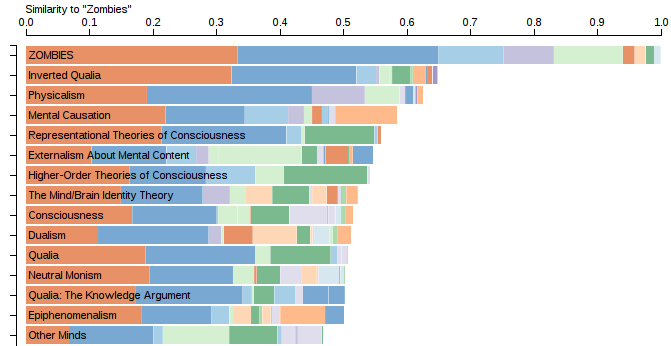 Similarity to "Zombies"
0.0 0.1 0.2 0.3 0.4 0.5 0.6 0.7 0.8 0.9 1.0
ZOMBIES
Inverted Qualia
Physicalism
Mental Causation
Representational Theories of Consciousness
Externalism About Mental Content
Higher-Order Theories of Consciousness
The Mind/Brain Identity Theory
Consciousness
Dualism
Qualia
Neutral Monism
Qualia: The Knowledge Argument
Epiphenomenalism
Other Minds